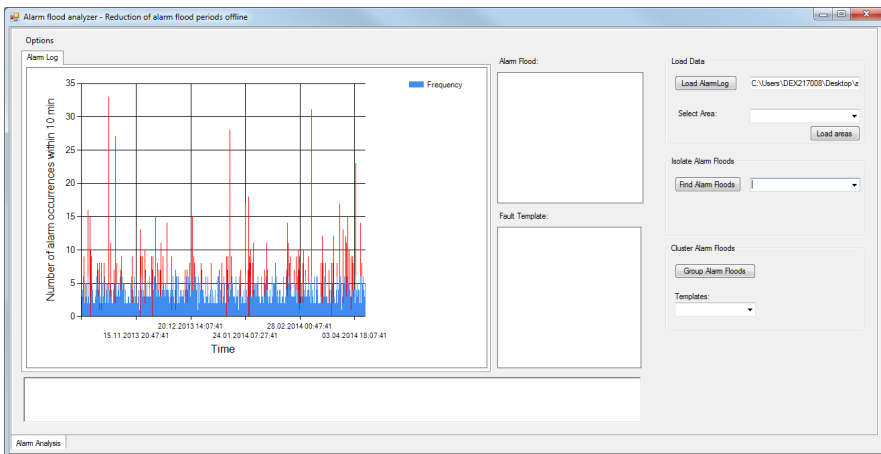 Alarm flood analyzer - Reduction of alarm flood periods offline
Options
Alarm Log
Number of alarm occurrences within 10 min
35
30
25
20
15
10
5
0
15.11.2013 20:47:41
20.12.2013 14:07:41
24.01.2014 07:27:41
28.02.2014 00:47:41
03.04.2014 18:07:41
Time
Frequency
Alarm Flood:
Fault Template:
Load Data
Load AlarmLog
C:\Users\DEX217008\Desktop\a
Select Area:
Load areas
Isolate Alarm Floods
Find Alarm Floods
Cluster Alarm Floods
Group Alarm Floods
Templates:
Alarm Analysis